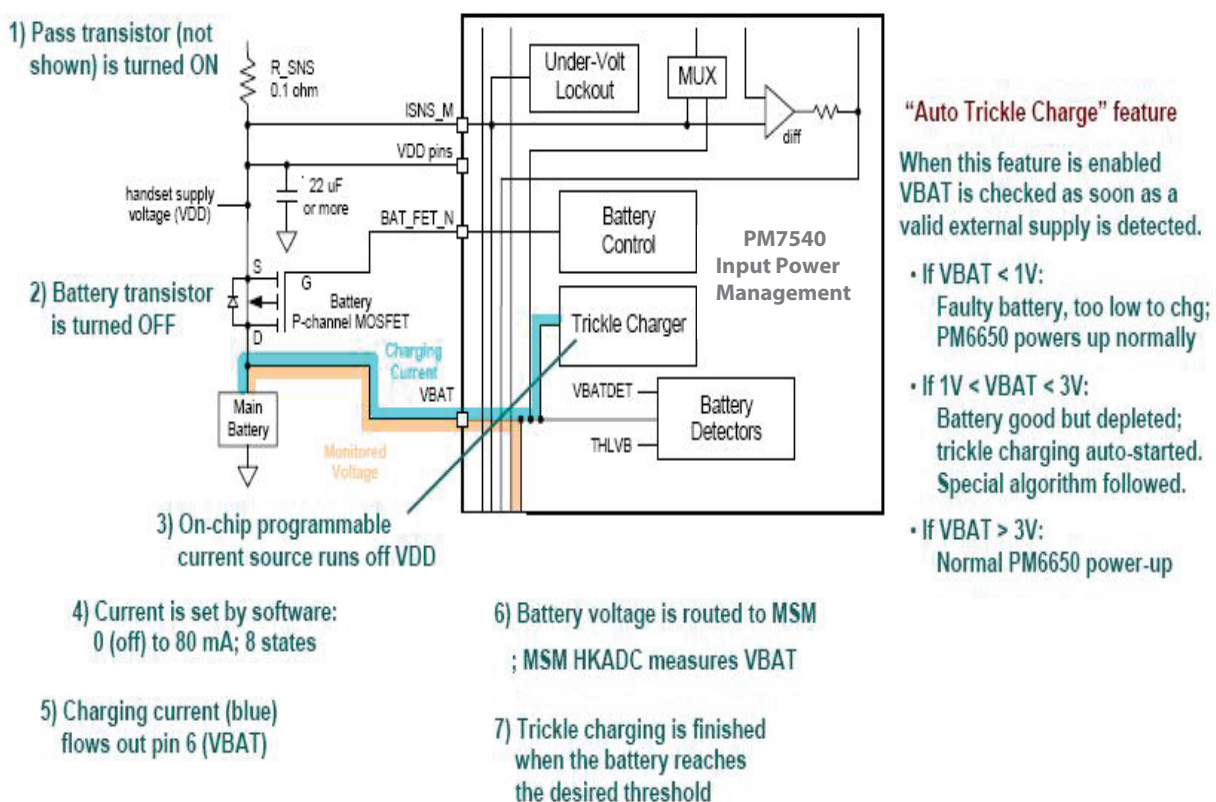 1) Pass transistor (not
shown) is turned ON
R_SNS
0.1 ohm
ISNS_M
VDD pins
handset supply
voltage (VDD)
22 uF
or more
BAT_FET_N
S
G
D
Battery
P-channel MOSFET
2) Battery transistor
is turned OFF
Charging
Current
VBAT
Main
Battery
Monitored
Voltage
Under-Volt
Lockout
MUX
diff
Battery
Control
PM7540
Input Power
Management
Trickle Charger
VBATDET
THLVB
Battery
Detectors
3) On-chip programmable
current source runs off VDD
4) Current is set by software:
0 (off) to 80 mA; 8 states
5) Charging current (blue)
flows out pin 6 (VBAT)
6) Battery voltage is routed to MSM
; MSM HKADC measures VBAT
7) Trickle charging is finished
when the battery reaches
the desired threshold
“Auto Trickle Charge” feature
When this feature is enabled
VBAT is checked as soon as a
valid external supply is detected.
• If VBAT < 1V:
Faulty battery, too low to chg;
PM6650 powers up normally
• If 1V < VBAT < 3V:
Battery good but depleted;
trickle charging auto-started.
Special algorithm followed.
• If VBAT > 3V:
Normal PM6650 power-up